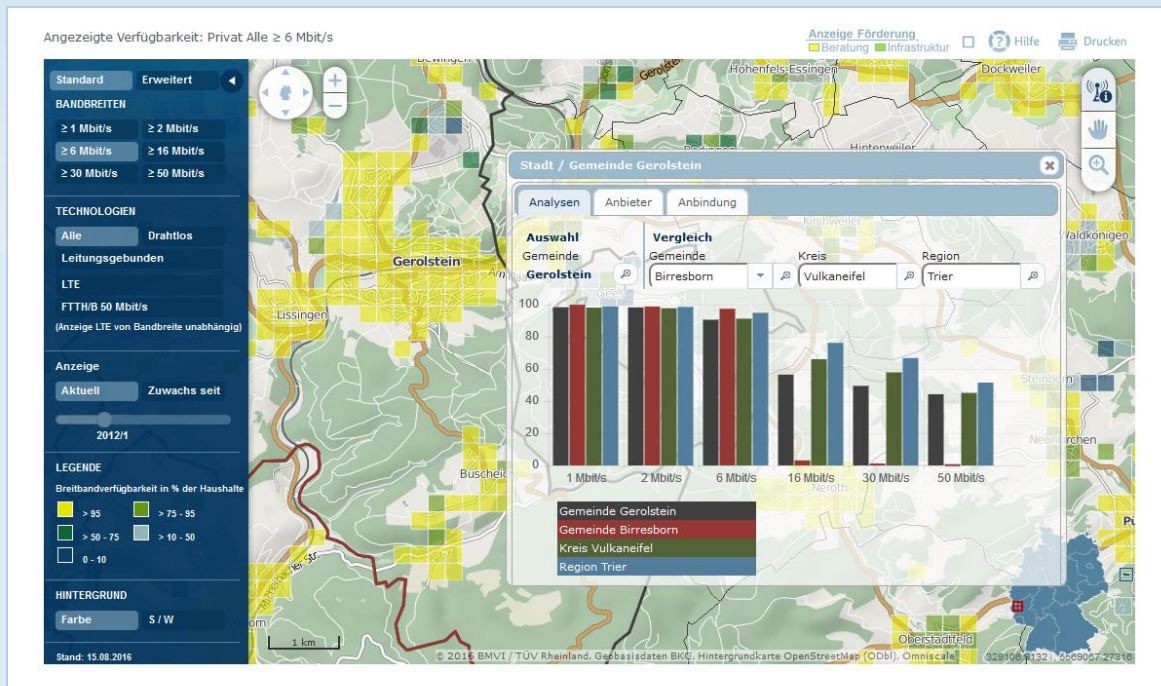 Angezeigte Verfügbarkeit: Privat Alle ≥ 6 Mbit/s
Anzeige Förderung
Beratung Infrastruktur
Hilfe
Drucken
Standard Erweitert
BANDBREITEN
≥ 1 Mbit/s ≥ 2 Mbit/s
≥ 6 Mbit/s ≥ 16 Mbit/s
≥ 30 Mbit/s ≥ 50 Mbit/s
TECHNOLOGIEN
Alle Drahtlos
Leitungsgebunden
LTE
FTTH/B 50 Mbit/s
(Anzeige LTE von Bandbreite unabhängig)
Anzeige
Aktuell Zuwachs seit
2012/1
LEGENDE
Breitbandverfügbarkeit in % der Haushalte
> 95 > 75 - 95
> 50 - 75 > 10 - 50
0 - 10
HINTERGRUND
Farbe S / W
Stand: 15.08.2016
Hohenfels-Essingen
Dockweiler
Hinterweiler
Gerolstein
Lissingen
Büscheich
1 km
Stadt / Gemeinde Gerolstein
Analysen Anbieter Anbindung
Kirchweiler
Waldkönigen
Auswahl Vergleich
Gemeinde Gemeinde Kreis Region
Gerolstein Birresborn Vulkaneifel Trier
Gees
100
80
60
40
20
0
1 Mbit/s 2 Mbit/s 6 Mbit/s 16 Mbit/s 30 Mbit/s 50 Mbit/s
Neroth
Gemeinde Gerolstein
Gemeinde Birresborn
Kreis Vulkaneifel
Region Trier
Neunkirchen
Oberstadtfeld
© 2016 BMVI / TÜV Rheinland. Geobasisdaten BKG. Hintergrundkarte OpenStreetMap (ODbl). Omniscale